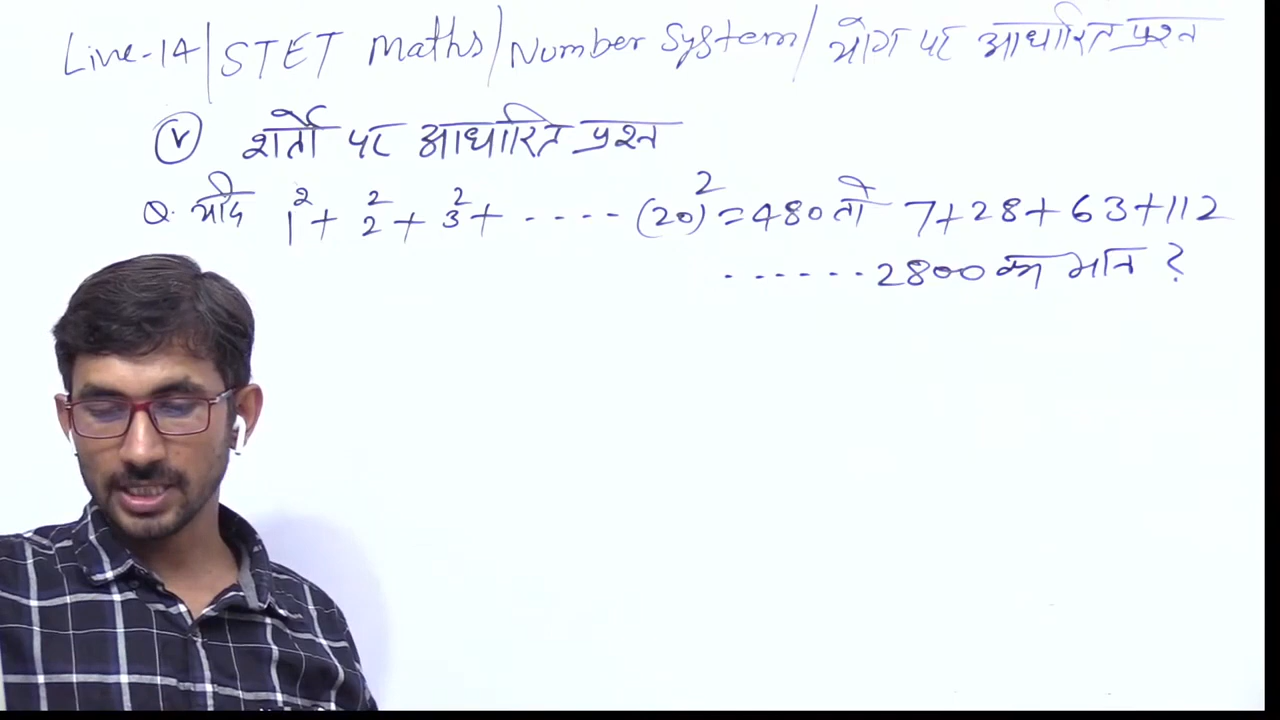 Live-14/STET Maths/Number System/योग पर आधारित प्रश्न
(v) शर्तो पर आधारित प्रश्न
Q. यदि 1² + 2² + 3² + ..... (20)² = 480 तो 7+28+63+112
....... 2800 का मान ?